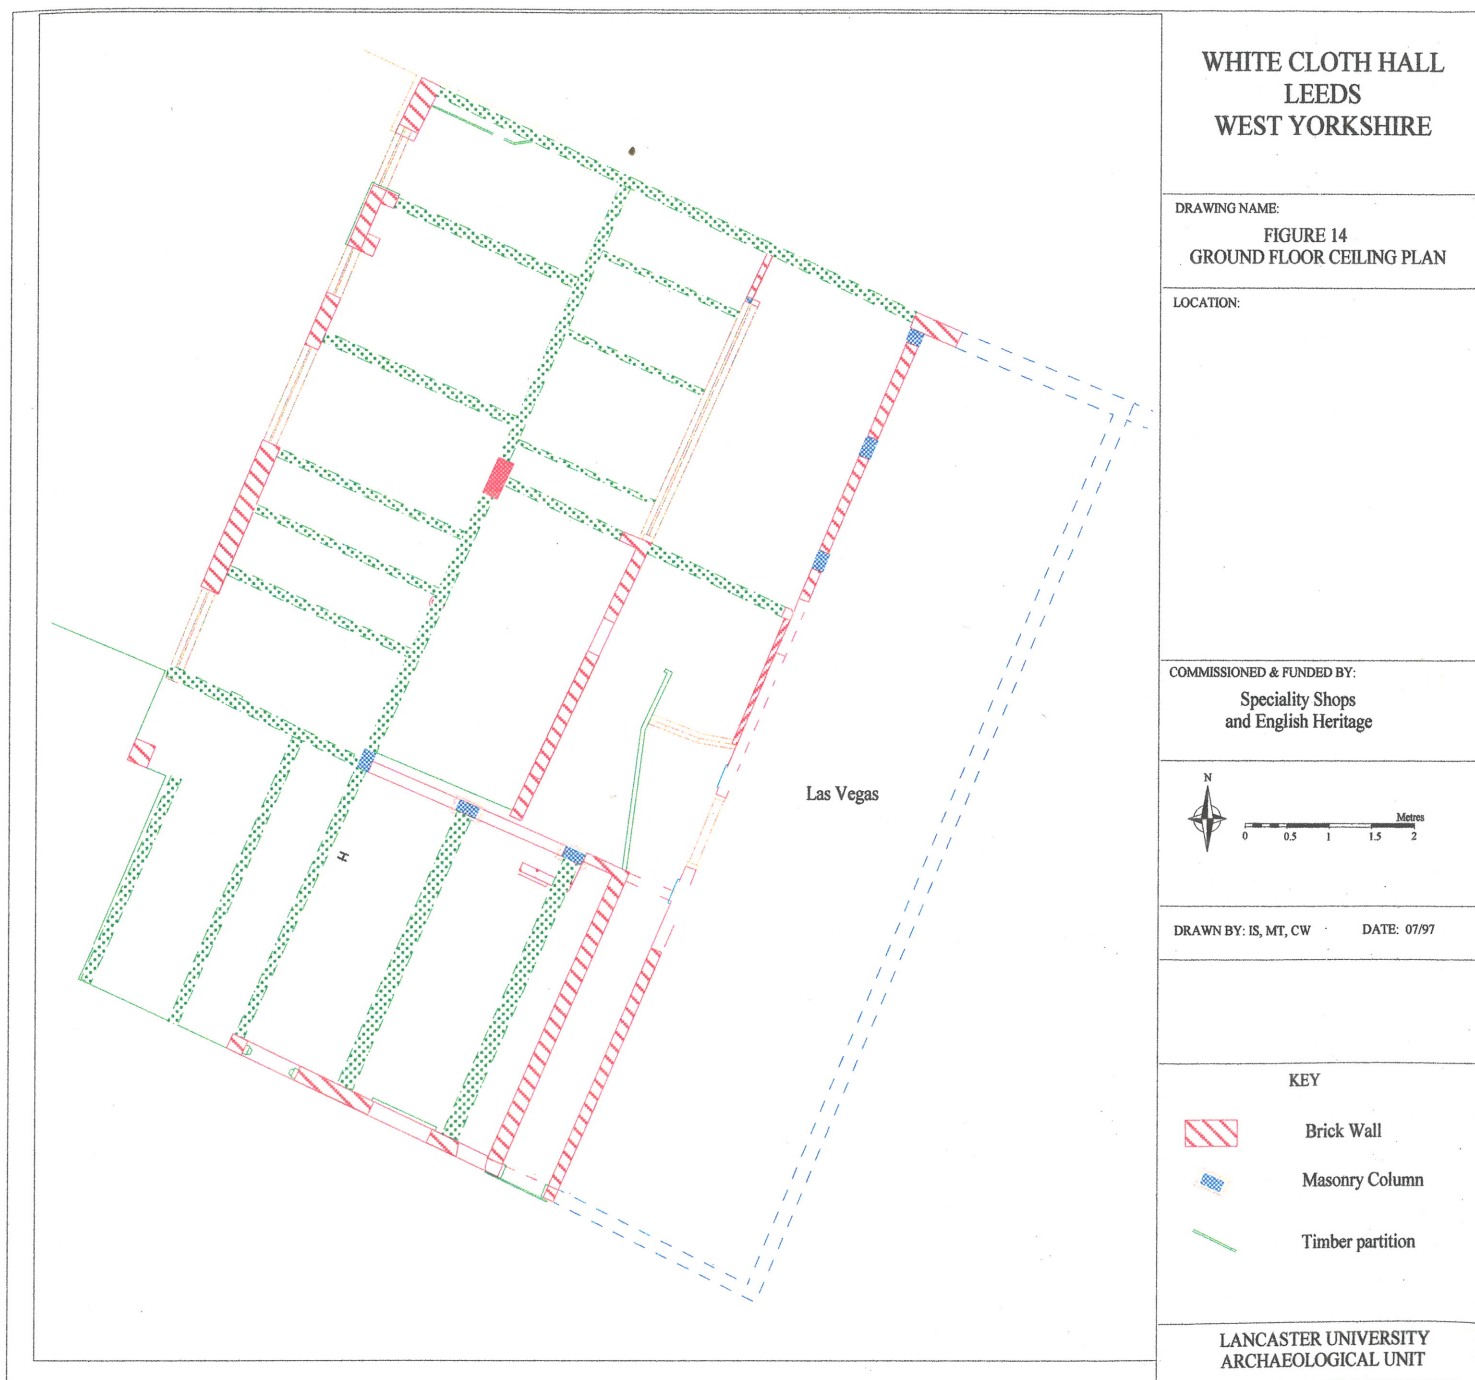 WHITE CLOTH HALL
LEEDS
WEST YORKSHIRE
DRAWING NAME:
FIGURE 14
GROUND FLOOR CEILING PLAN
LOCATION:
COMMISSIONED & FUNDED BY:
Speciality Shops
and English Heritage
N
Metres
0 0.5 1 1.5 2
DRAWN BY: IS, MT, CW DATE: 07/97
KEY
Brick Wall
Masonry Column
Timber partition
LANCASTER UNIVERSITY
ARCHAEOLOGICAL UNIT
Las Vegas